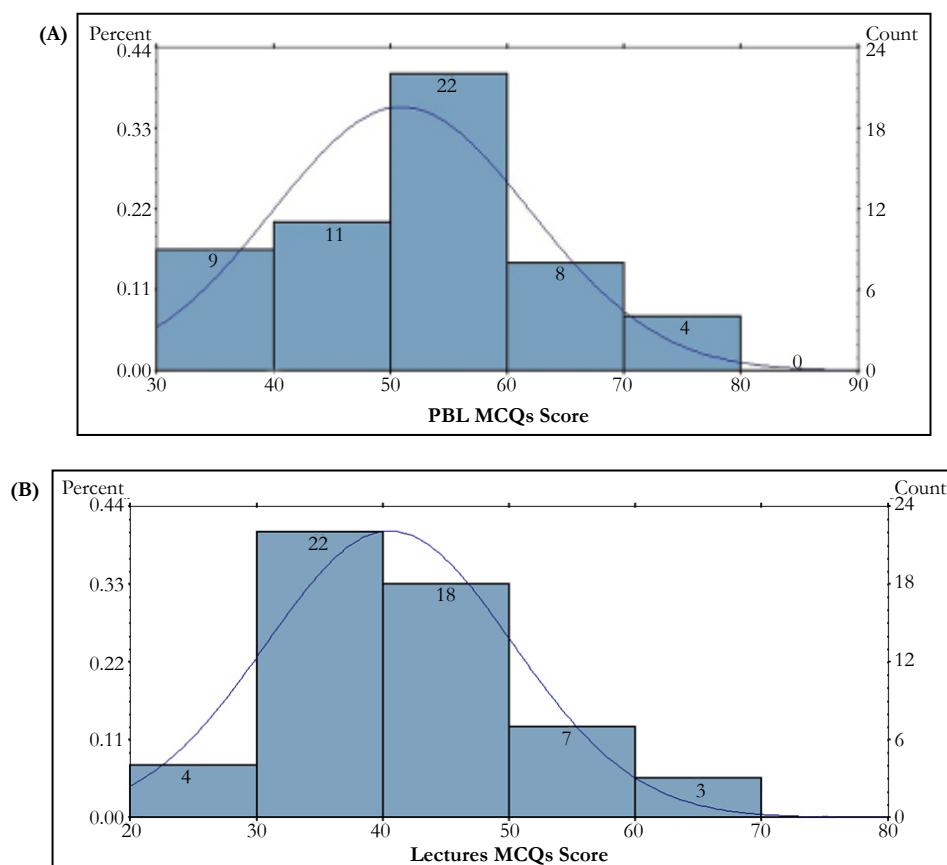 (A)
Percent Count
0.44 24
22
0.33 18
0.22 12
11
9
8
0.11 6
4
0
0.00 0
30 40 50 60 70 80 90
PBL MCQs Score
(B)
Percent Count
0.44 24
22
0.33 18
18
0.22 12
0.11 6
7
4
3
0.00 0
20 30 40 50 60 70 80
Lectures MCQs Score